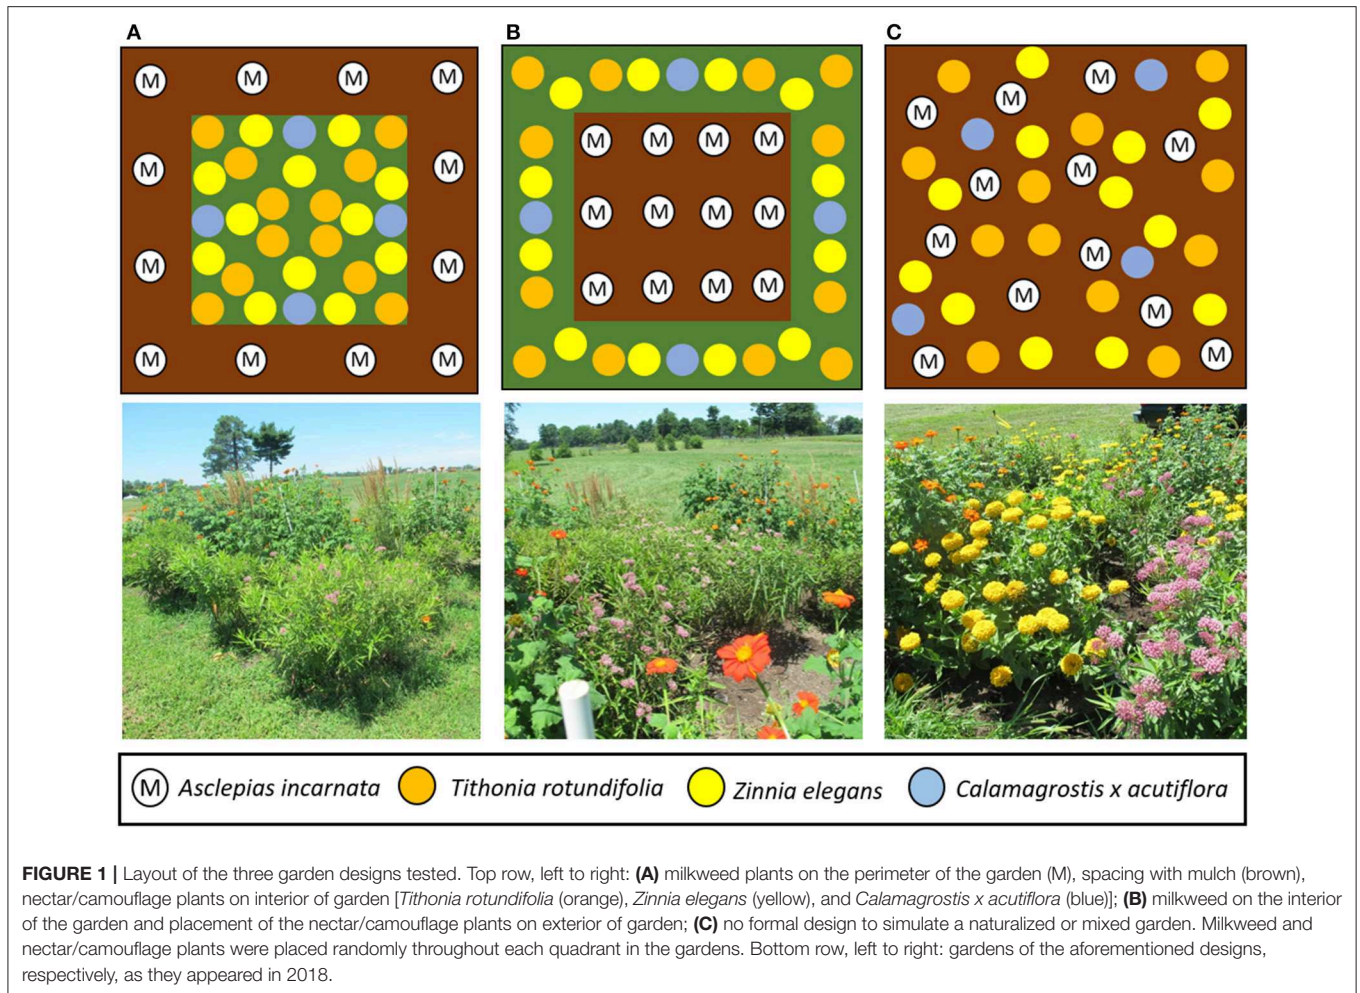 A B C
M M M M
M M
M M
M M M M
M M M M
M M M M
M M M M
M
M
M
M
M
M
M
M
M
M
M
M
M Asclepias incarnata Tithonia rotundifolia Zinnia elegans Calamagrostis x acutiflora
FIGURE 1 | Layout of the three garden designs tested. Top row, left to right: (A) milkweed plants on the perimeter of the garden (M), spacing with mulch (brown),
nectar/camouflage plants on interior of garden [Tithonia rotundifolia (orange), Zinnia elegans (yellow), and Calamagrostis x acutiflora (blue)]; (B) milkweed on the interior
of the garden and placement of the nectar/camouflage plants on exterior of garden; (C) no formal design to simulate a naturalized or mixed garden. Milkweed and
nectar/camouflage plants were placed randomly throughout each quadrant in the gardens. Bottom row, left to right: gardens of the aforementioned designs,
respectively, as they appeared in 2018.